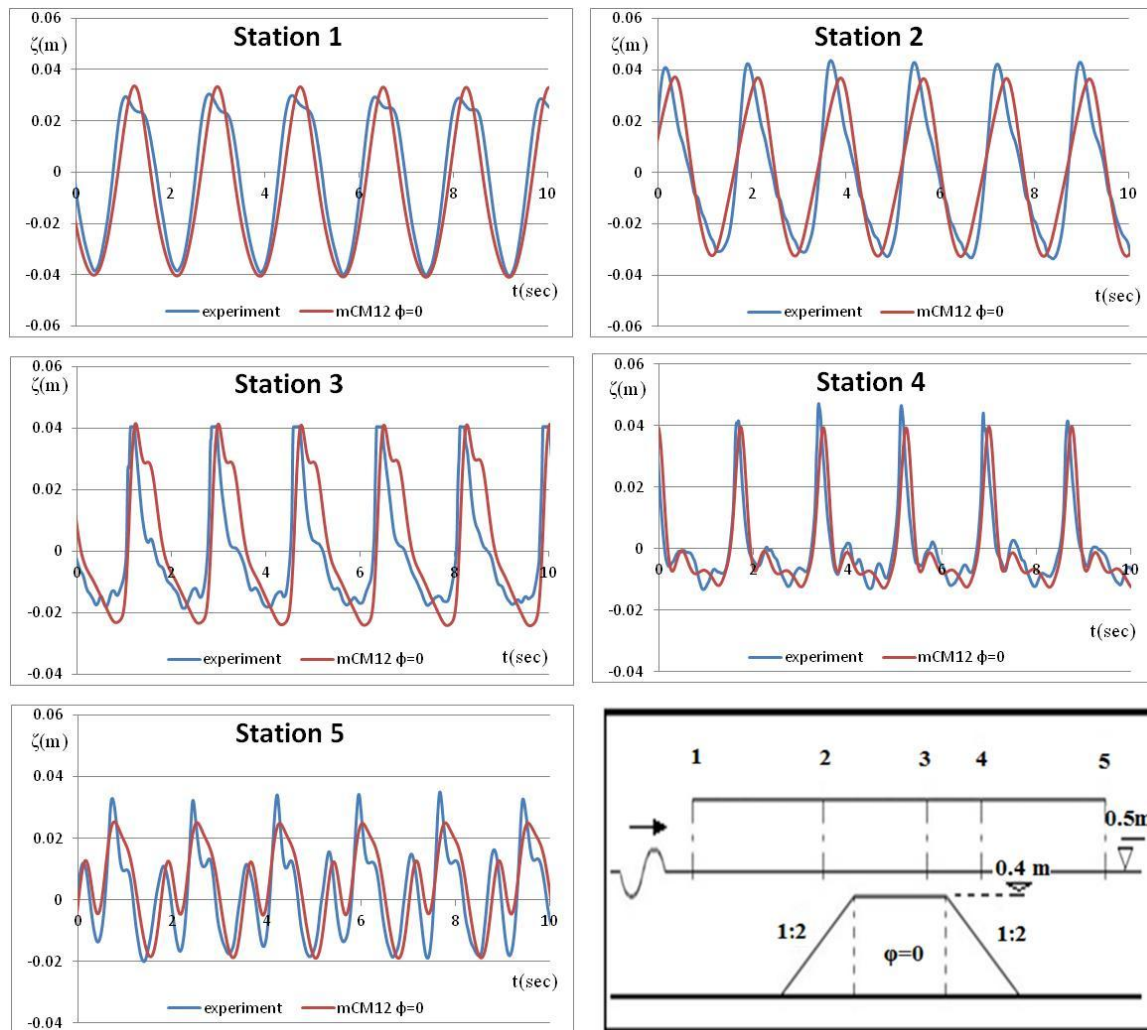 Station 1
ζ(m)
0.06
0.04
0.02
0
-0.02
-0.04
-0.06
0 2 4 6 8 10
t(sec)
experiment mCM12 ϕ=0
Station 2
ζ(m)
0.06
0.04
0.02
0
-0.02
-0.04
-0.06
0 2 4 6 8 10
t(sec)
experiment mCM12 ϕ=0
Station 3
ζ(m)
0.06
0.04
0.02
0
-0.02
-0.04
0 2 4 6 8 10
t(sec)
experiment mCM12 ϕ=0
Station 4
ζ(m)
0.06
0.04
0.02
0
-0.02
-0.04
0 2 4 6 8 10
t(sec)
experiment mCM12 ϕ=0
Station 5
ζ(m)
0.06
0.04
0.02
0
-0.02
-0.04
0 2 4 6 8 10
t(sec)
experiment mCM12 ϕ=0
1 2 3 4 5
0.5m
0.4 m
1:2 φ=0 1:2